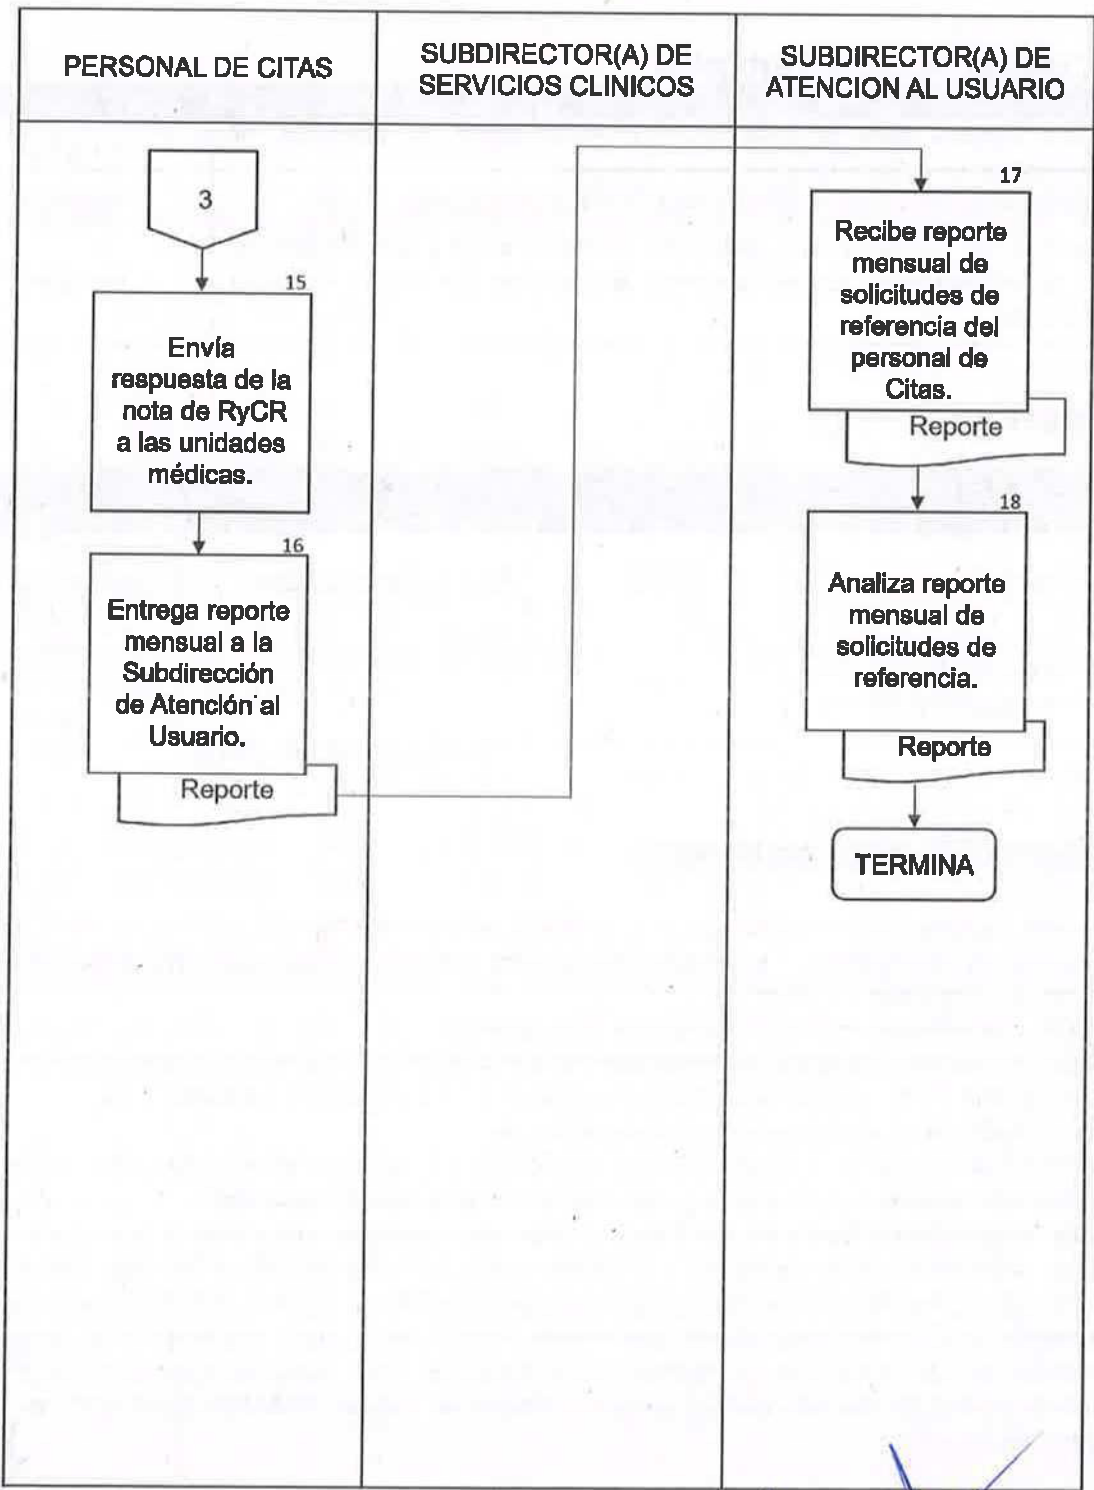 PERSONAL DE CITAS
SUBDIRECTOR(A) DE
SERVICIOS CLINICOS
SUBDIRECTOR(A) DE
ATENCION AL USUARIO
3
15
Envía
respuesta de la
nota de RyCR
a las unidades
médicas.
16
Entrega reporte
mensual a la
Subdirección
de Atención al
Usuario.
Reporte
17
Recibe reporte
mensual de
solicitudes de
referencia del
personal de
Citas.
Reporte
18
Analiza reporte
mensual de
solicitudes de
referencia.
Reporte
TERMINA